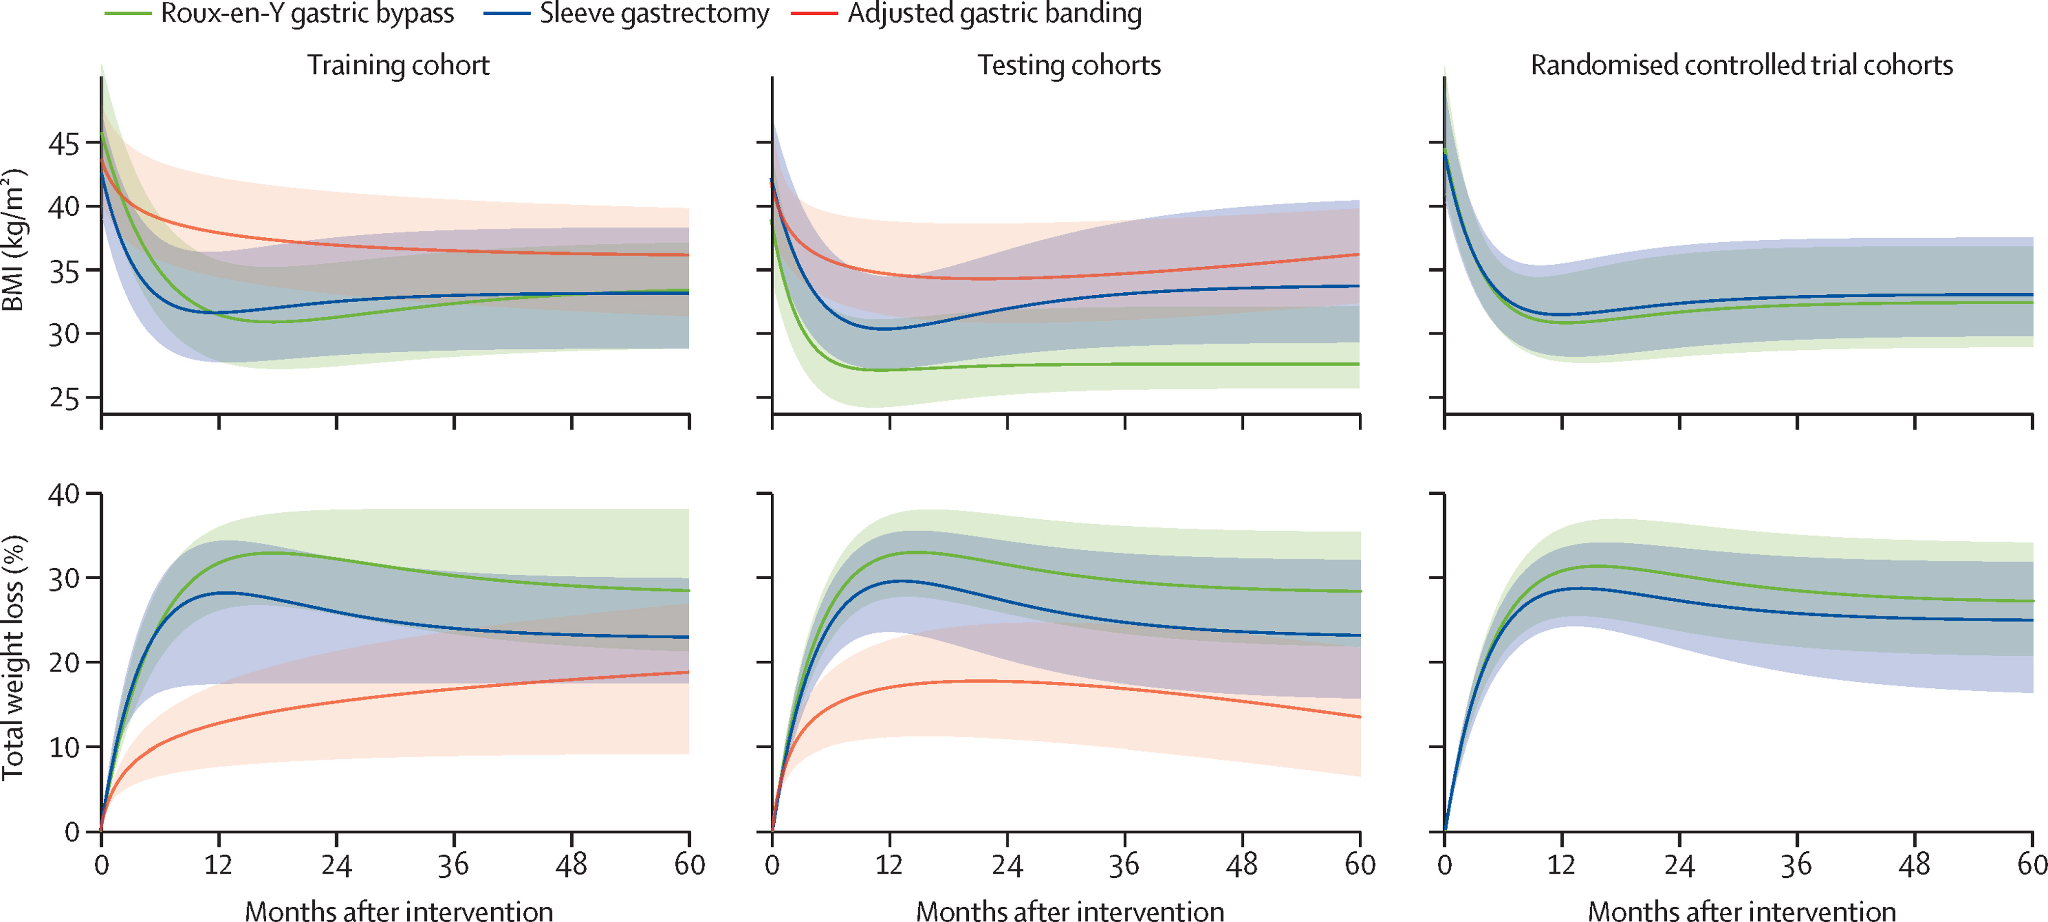 Roux-en-Y gastric bypass Sleeve gastrectomy Adjusted gastric banding
Training cohort Testing cohorts Randomised controlled trial cohorts
BMI (kg/m²)
45
40
35
30
25
Total weight loss (%)
40
30
20
10
0
0 12 24 36 48 60 0 12 24 36 48 60 0 12 24 36 48 60
Months after intervention Months after intervention Months after intervention